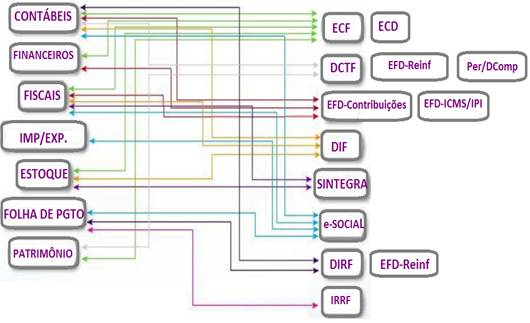 CONTÁBEIS
FINANCEIROS
FISCAIS
IMP/EXP.
ESTOQUE
FOLHA DE PGTO
PATRIMÔNIO
ECF ECD
DCTF EFD-Reinf Per/DComp
EFD-Contribuições EFD-ICMS/IPI
DIF
SINTEGRA
e-SOCIAL
DIRF EFD-Reinf
IRRF